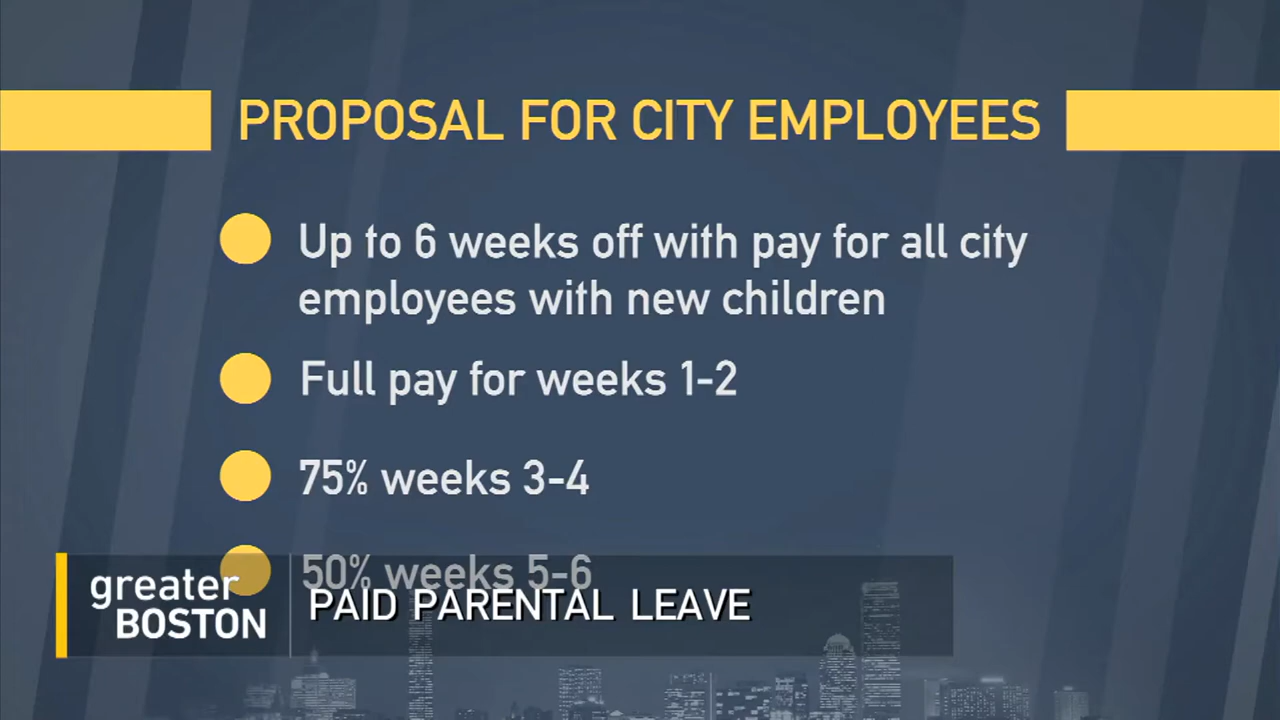 PROPOSAL FOR CITY EMPLOYEES
Up to 6 weeks off with pay for all city
employees with new children
Full pay for weeks 1-2
75% weeks 3-4
50% weeks 5-6
greater
BOSTON
PAID PARENTAL LEAVE